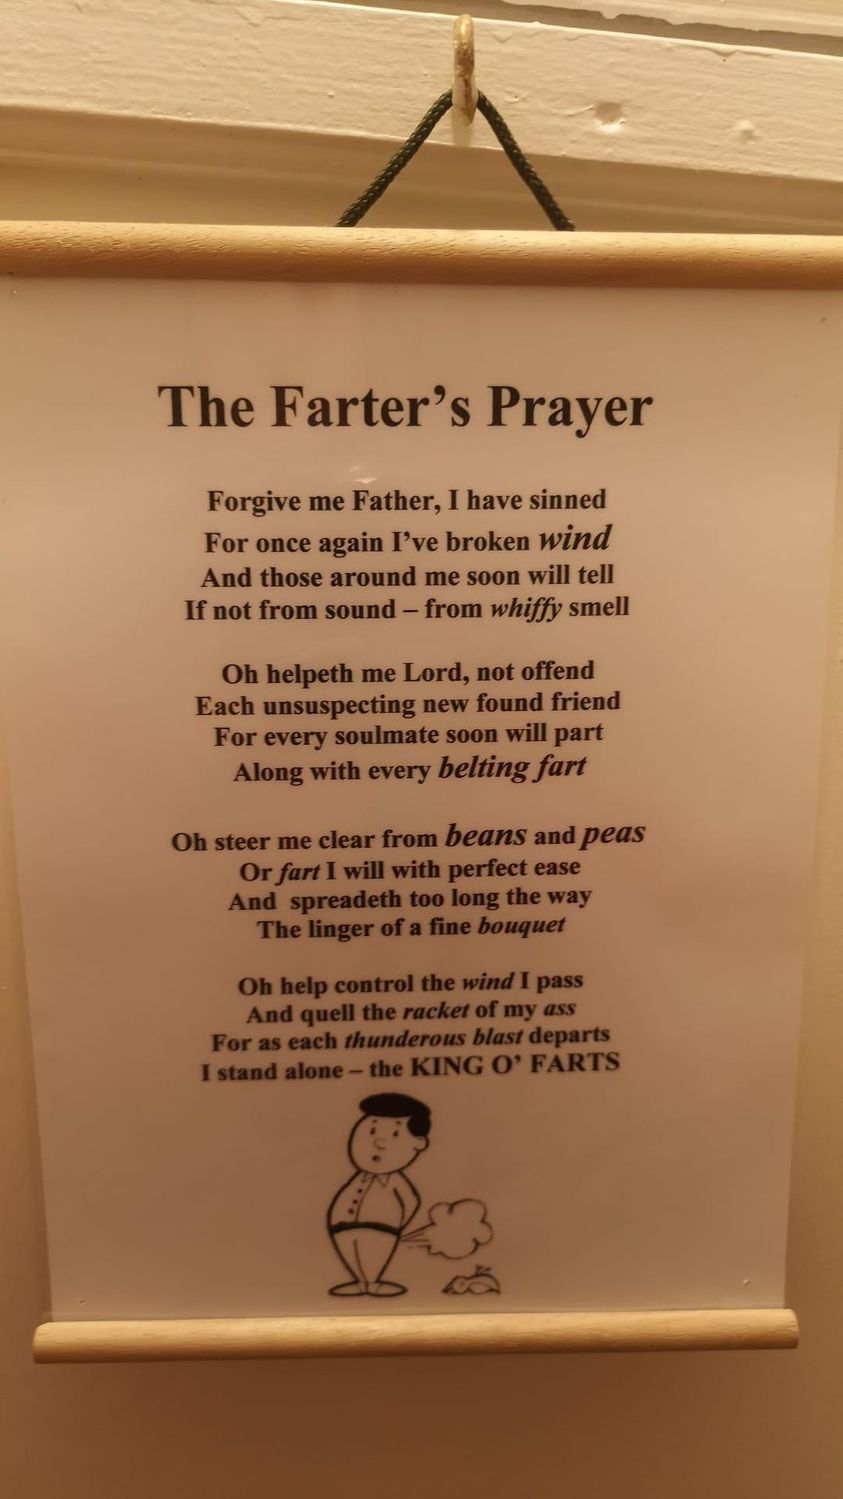 The Farter’s Prayer
Forgive me Father, I have sinned
For once again I’ve broken wind
And those around me soon will tell
If not from sound – from whiffy smell
Oh helpeth me Lord, not offend
Each unsuspecting new found friend
For every soulmate soon will part
Along with every belting fart
Oh steer me clear from beans and peas
Or fart I will with perfect ease
And spreadeth too long the way
The linger of a fine bouquet
Oh help control the wind I pass
And quell the racket of my ass
For as each thunderous blast departs
I stand alone – the KING O’ FARTS